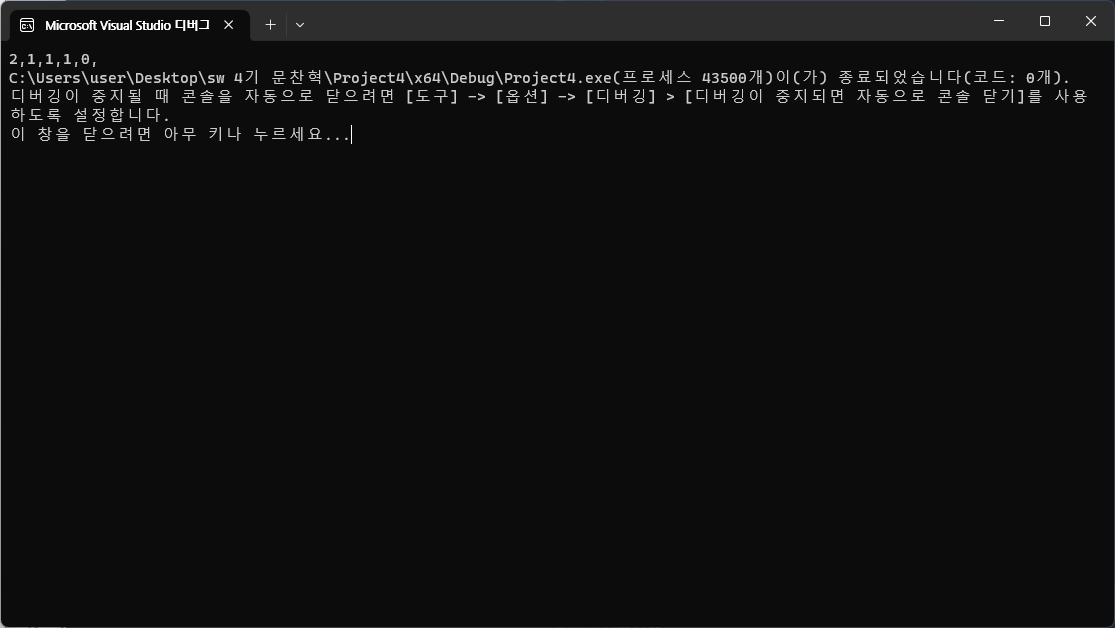 Microsoft Visual Studio 디버그
2,1,1,1,0,
C:\Users\user\Desktop\sw 4기 문찬혁\Project4\x64\Debug\Project4.exe(프로세스 43500개)이(가) 종료되었습니다(코드: 0개).
디버깅이 중지될 때 콘솔을 자동으로 닫으려면 [도구] -> [옵션] -> [디버깅] > [디버깅이 중지되면 자동으로 콘솔 닫기]를 사용
하도록 설정합니다.
이 창을 닫으려면 아무 키나 누르세요...